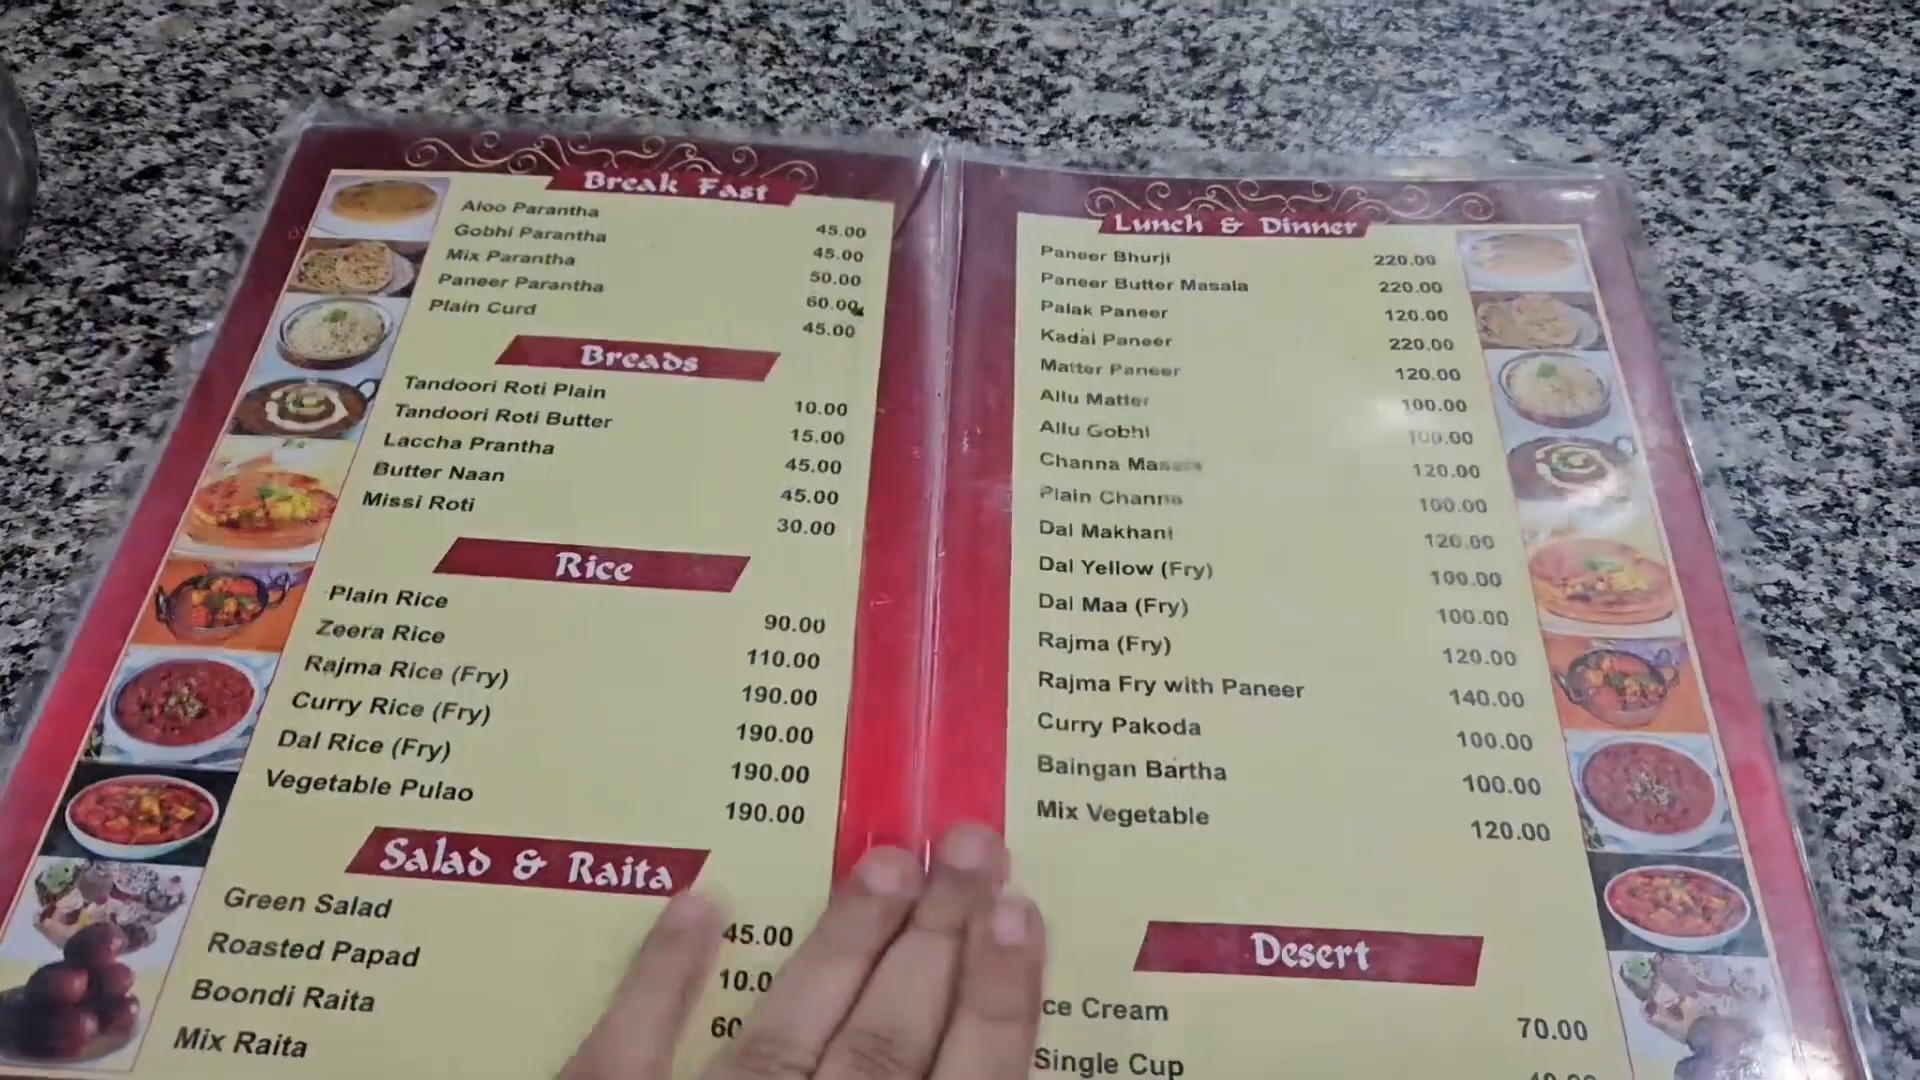 Break Fast
Aloo Parantha 45.00
Gobhi Parantha 45.00
Mix Parantha 50.00
Paneer Parantha 60.00
Plain Curd 45.00
Breads
Tandoori Roti Plain 10.00
Tandoori Roti Butter 15.00
Laccha Prantha 45.00
Butter Naan 45.00
Missi Roti 30.00
Rice
Plain Rice 90.00
Zeera Rice 110.00
Rajma Rice (Fry) 190.00
Curry Rice (Fry) 190.00
Dal Rice (Fry) 190.00
Vegetable Pulao 190.00
Salad & Raita
Green Salad 45.00
Roasted Papad 10.0
Boondi Raita 60
Mix Raita
Lunch & Dinner
Paneer Bhurji 220.00
Paneer Butter Masala 220.00
Palak Paneer 120.00
Kadai Paneer 220.00
Matter Paneer 120.00
Allu Matter 100.00
Allu Gobhi 100.00
Channa Masala 120.00
Plain Channa 100.00
Dal Makhani 120.00
Dal Yellow (Fry) 100.00
Dal Maa (Fry) 100.00
Rajma (Fry) 120.00
Rajma Fry with Paneer 140.00
Curry Pakoda 100.00
Baingan Bartha 100.00
Mix Vegetable 120.00
Desert
ce Cream 70.00
Single Cup